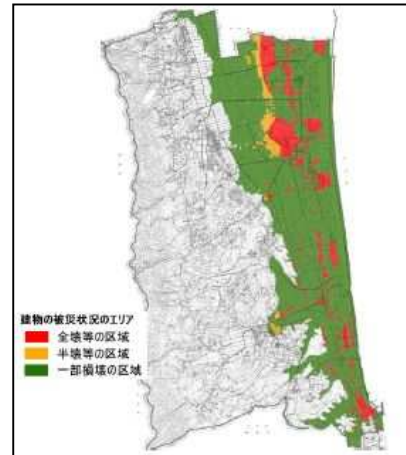 建物の被災状況のエリア
全壊等の区域
半壊等の区域
一部損壊の区域